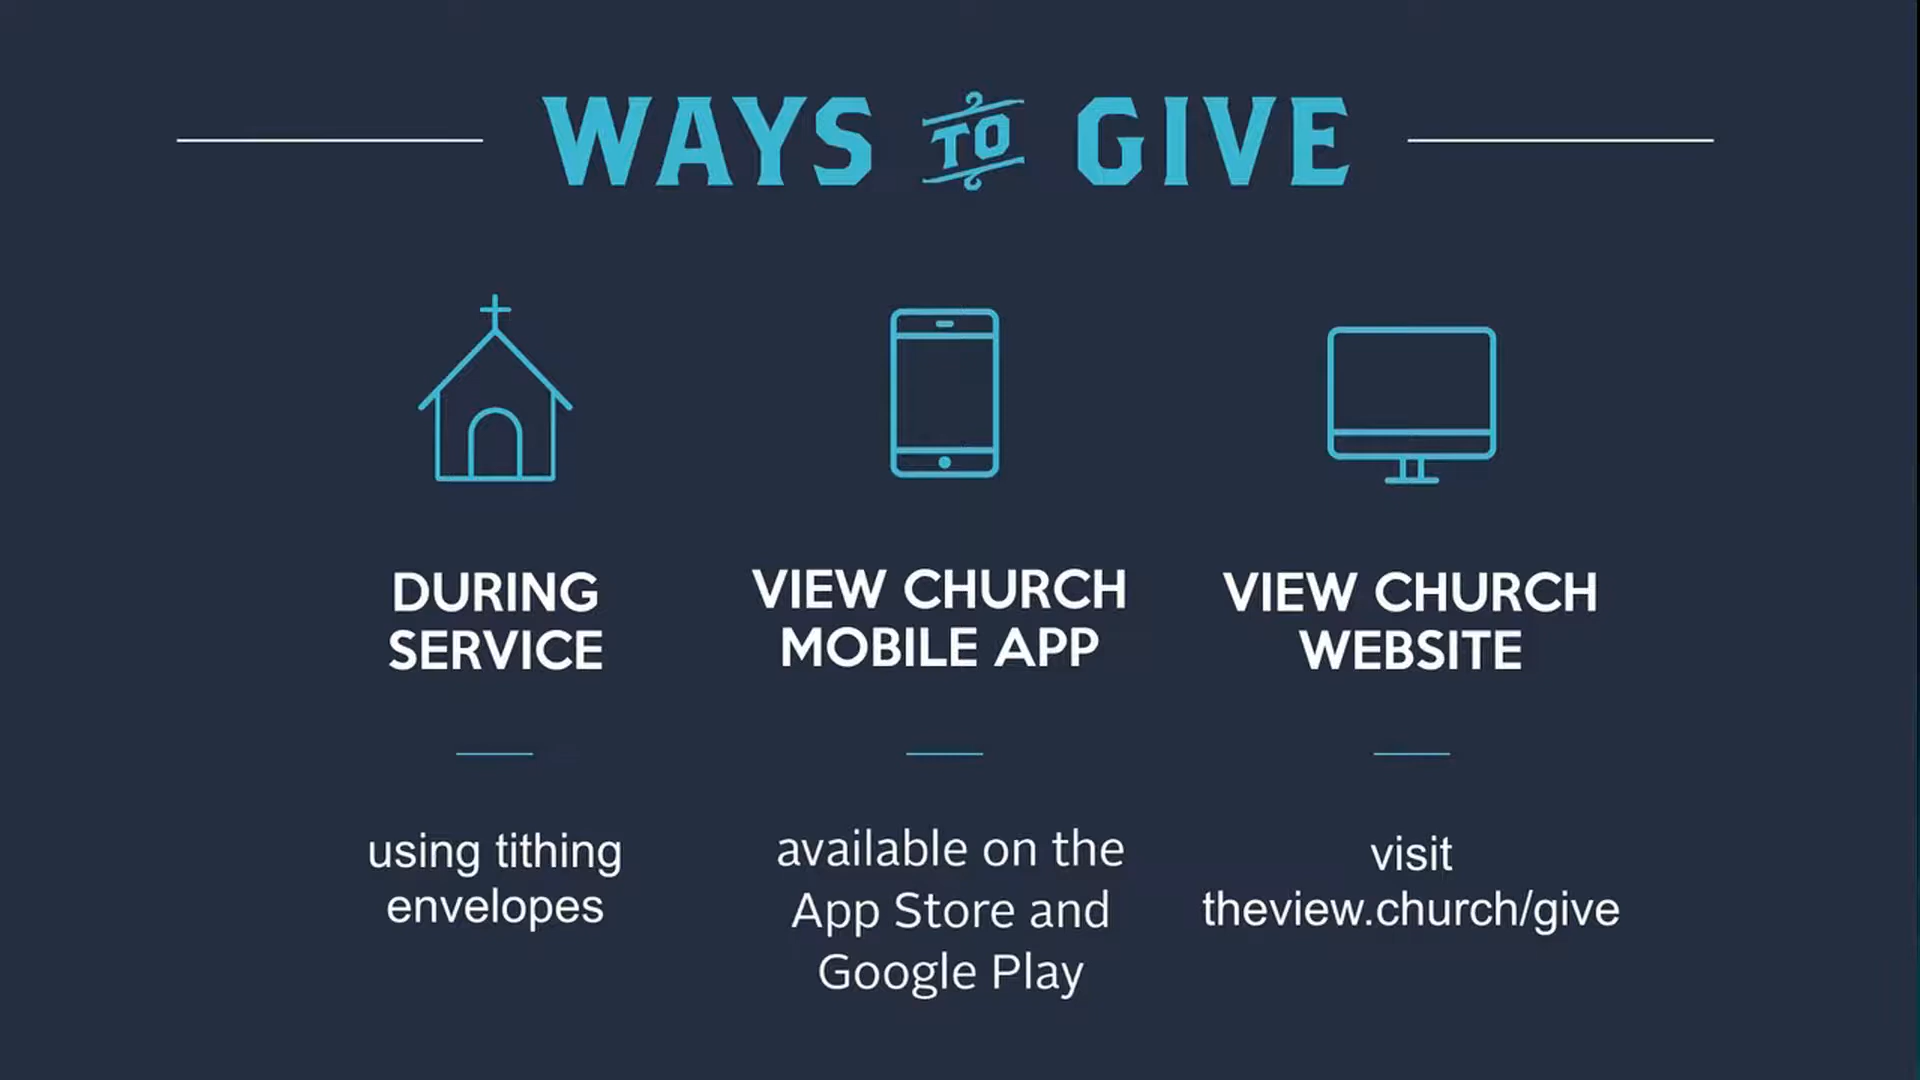 WAYS TO GIVE
DURING
SERVICE
using tithing
envelopes
VIEW CHURCH
MOBILE APP
available on the
App Store and
Google Play
VIEW CHURCH
WEBSITE
visit
theview.church/give